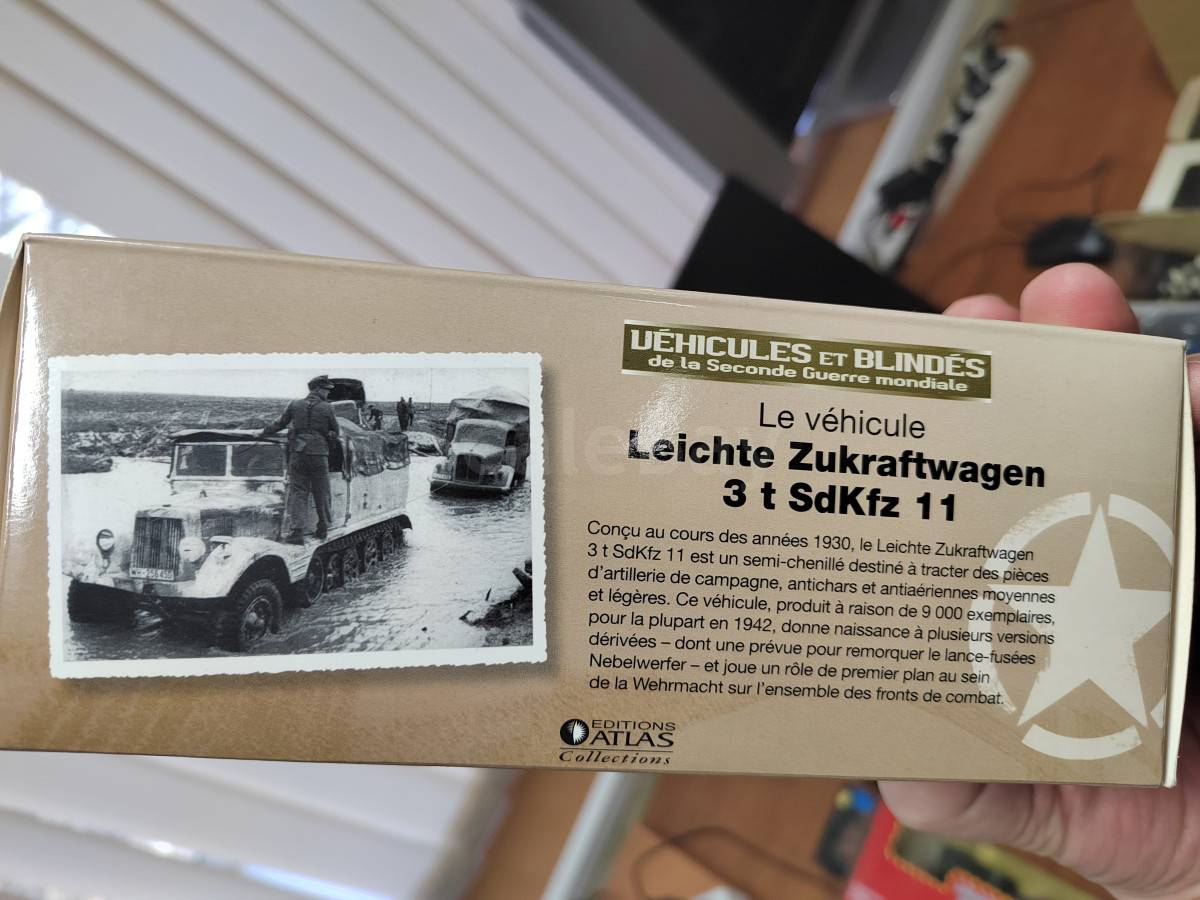 VÉHICULES ET BLINDÉS
de la Seconde Guerre mondiale
Le véhicule
Leichte Zukraftwagen
3 t SdKfz 11
Conçu au cours des années 1930, le Leichte Zukraftwagen
3 t SdKfz 11 est un semi-chenillé destiné à tracter des pièces
d'artillerie de campagne, antichars et antiaériennes moyennes
et légères. Ce véhicule, produit à raison de 9 000 exemplaires,
pour la plupart en 1942, donne naissance à plusieurs versions
dérivées – dont une prévue pour remorquer le lance-fusées
Nebelwerfer – et joue un rôle de premier plan au sein
de la Wehrmacht sur l'ensemble des fronts de combat.
EDITIONS
ATLAS
Collections